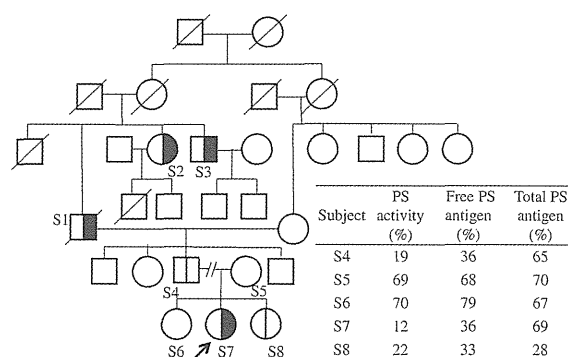 S2
S3
S1
S4
S5
S6
S7
S8
Subject PS activity (%) Free PS antigen (%) Total PS antigen (%)
S4 19 36 65
S5 69 68 70
S6 70 79 67
S7 12 36 69
S8 22 33 28